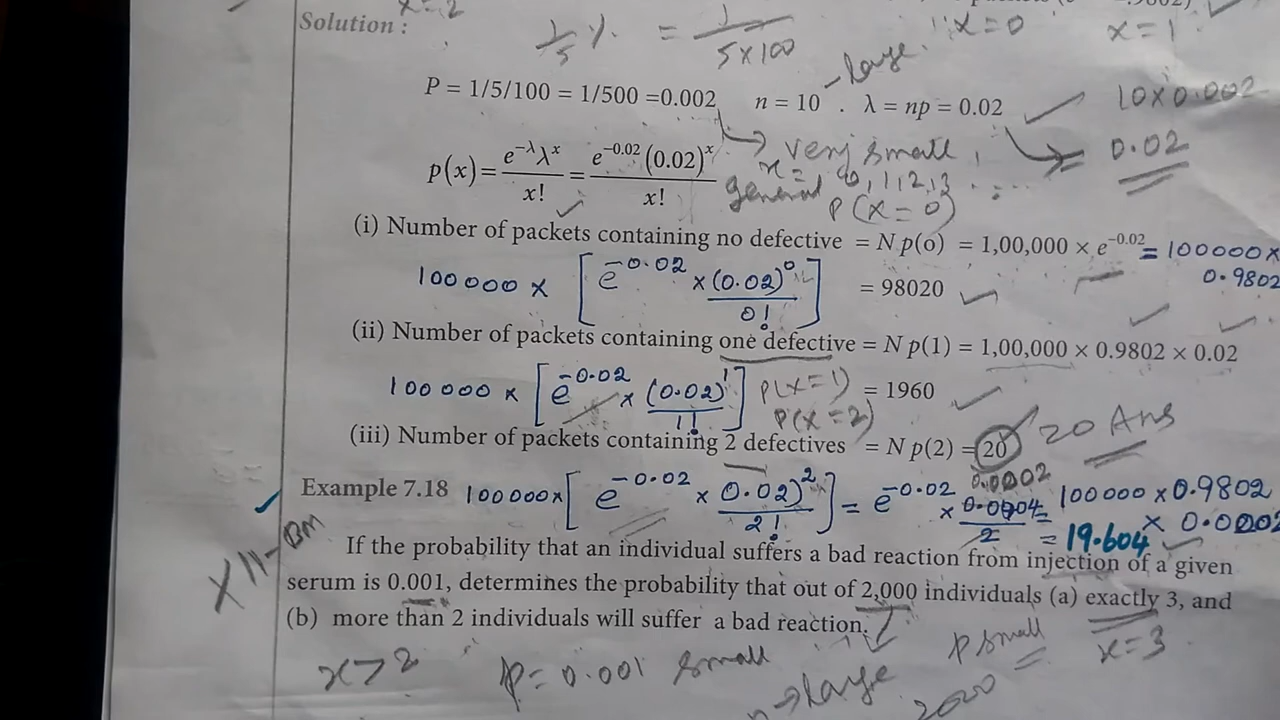 x=2
Solution :
1/5 % = 1/(5×100)
large
x=0 x=1
P = 1/5/100 = 1/500 =0.002 n = 10 . λ = np = 0.02
10×0.002
= 0.02
very small
p(x) = e^{-λ}λ^x / x! = e^{-0.02}(0.02)^x / x!
general x= 0,1,2,3 ....
P(x=0)
(i) Number of packets containing no defective = N p(o) = 1,00,000 × e^{-0.02} = 100000 ×
0.9802
100000 × [e^{-0.02} × (0.02)^0 / 0!] = 98020
(ii) Number of packets containing one defective = N p(1) = 1,00,000 × 0.9802 × 0.02
100000 × [e^{-0.02} × (0.02)^1 / 1!] P(x=1) = 1960
P(x=2)
(iii) Number of packets containing 2 defectives = N p(2) = 20 20 Ans
Example 7.18 100000× [e^{-0.02} × 0.02)^2 / 2!] = e^{-0.02} × 0.0004 / 2 = 100000 × 0.9802
0.0002
× 0.0002
= 19.604
XII-BM
If the probability that an individual suffers a bad reaction from injection of a given
serum is 0.001, determines the probability that out of 2,000 individuals (a) exactly 3, and
(b) more than 2 individuals will suffer a bad reaction.
x>2 p=0.001 small
n→large 2000
p small
x=3